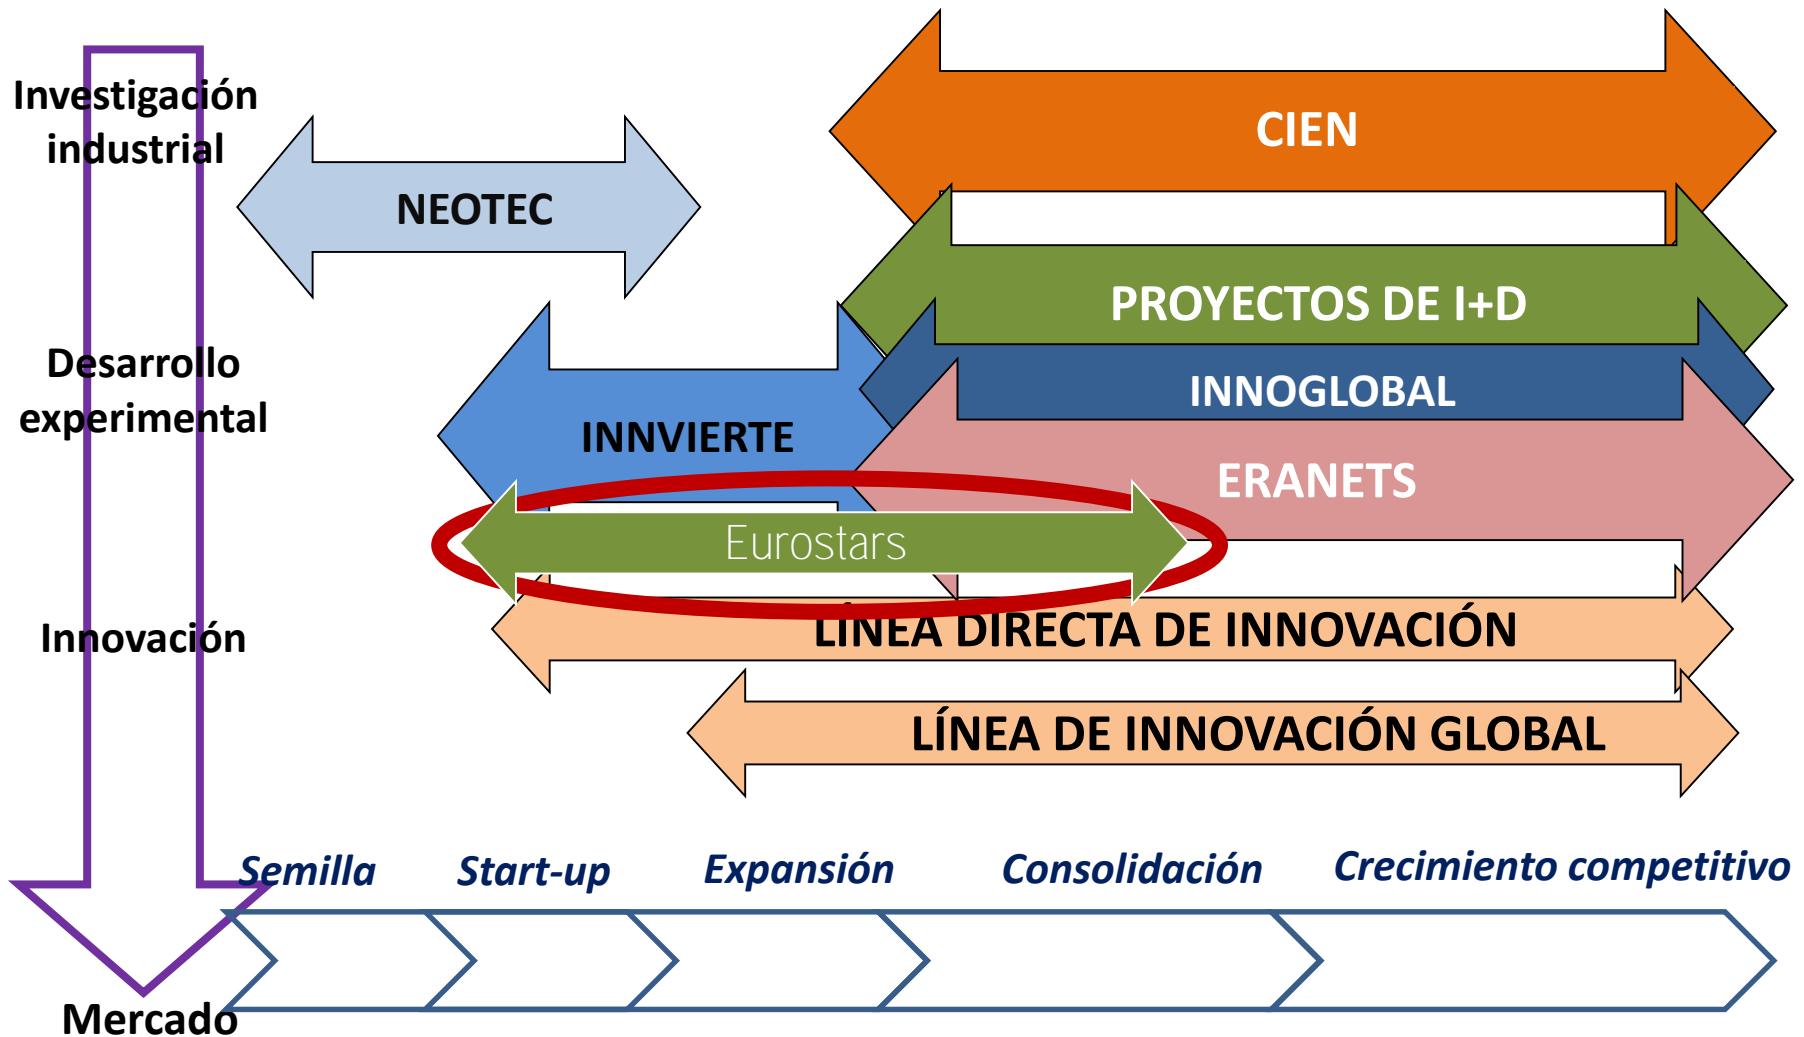 Investigación
industrial
CIEN
NEOTEC
PROYECTOS DE I+D
Desarrollo
experimental
INNOGLOBAL
INNVIERTE
ERANETS
Eurostars
Innovación
LÍNEA DIRECTA DE INNOVACIÓN
LÍNEA DE INNOVACIÓN GLOBAL
Semilla
Start-up
Expansión
Consolidación
Crecimiento competitivo
Mercado